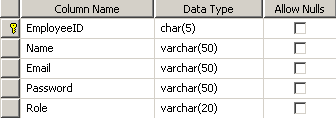 Column Name Data Type Allow Nulls
EmployeeID char(5)
Name varchar(50)
Email varchar(50)
Password varchar(50)
Role varchar(20)